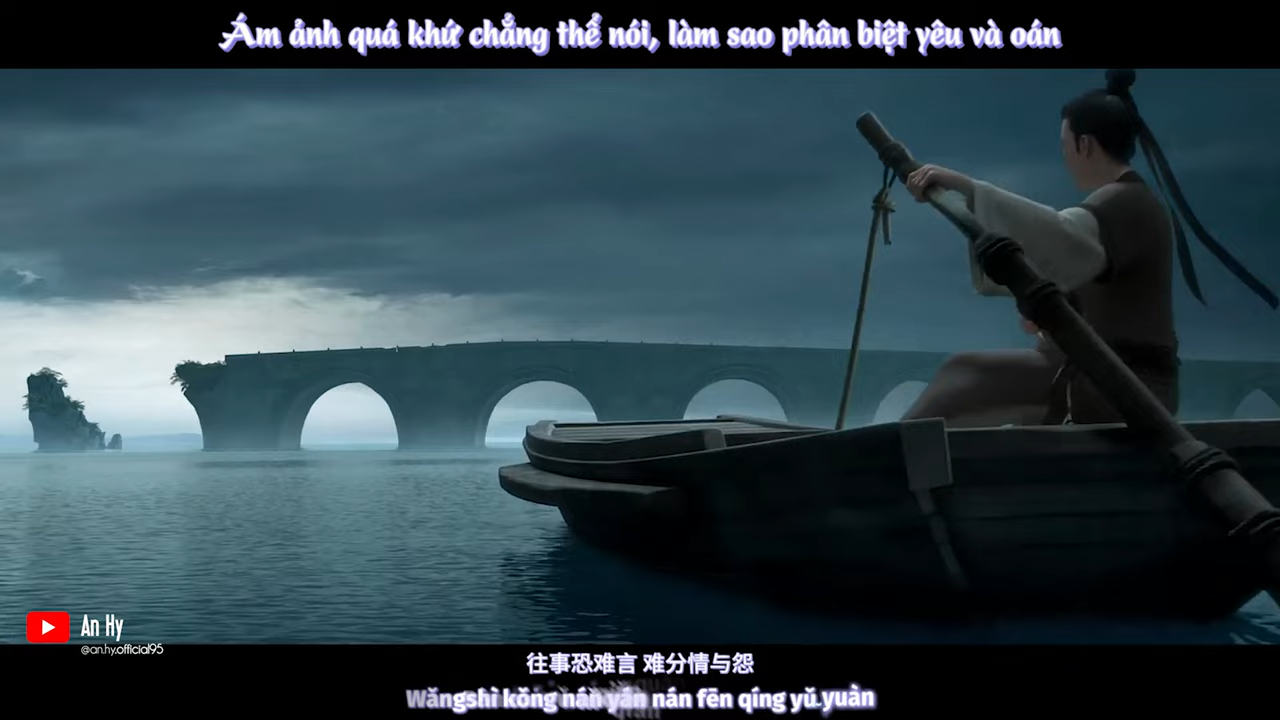 Ám ảnh quá khứ chẳng thể nói, làm sao phân biệt yêu và oán
An Hy
@an.hy.official95
往事恐难言 难分情与怨
Wǎngshì kǒng nán yán nán fēn qíng yǔ yuàn